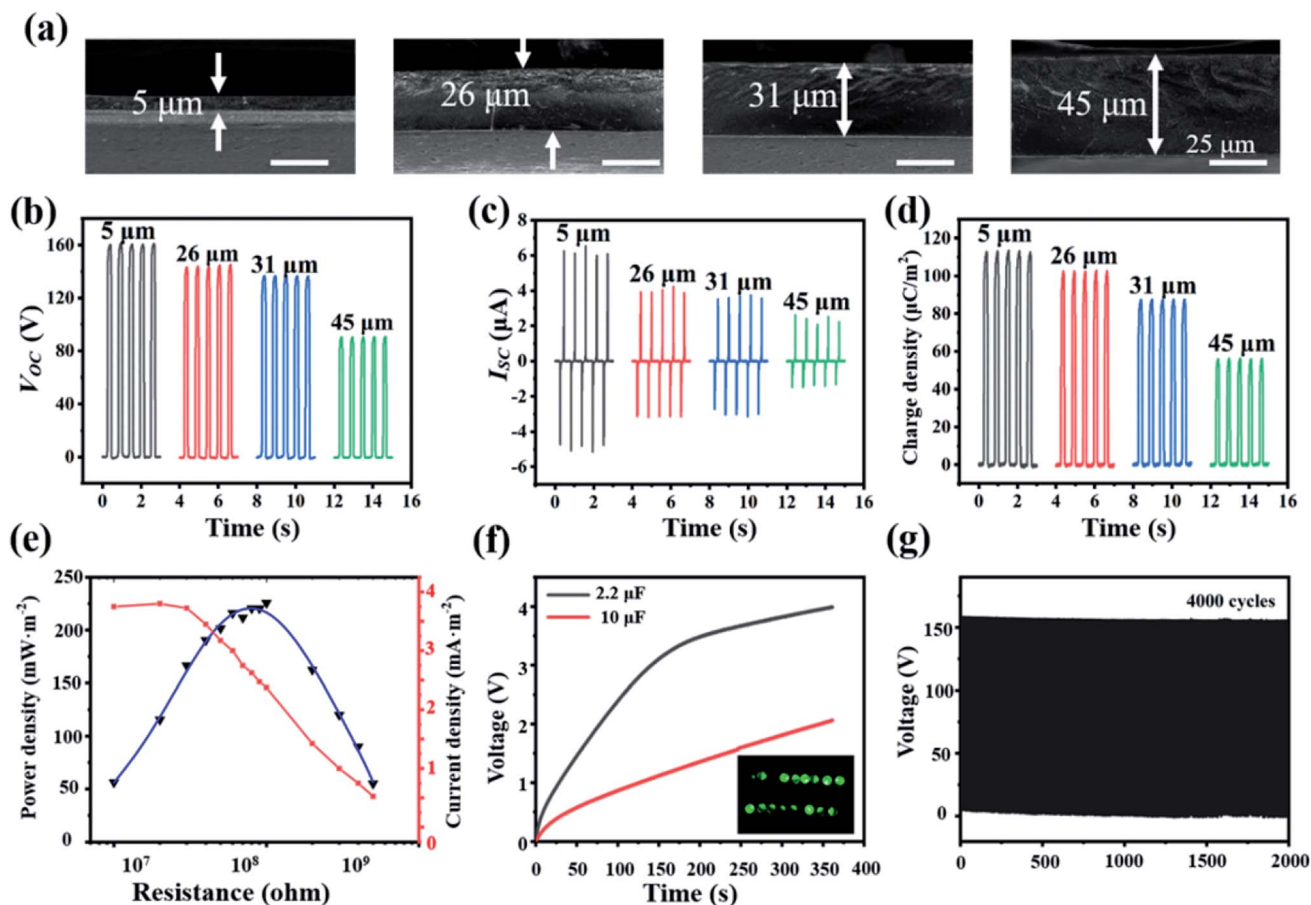 (a)
5 μm
26 μm
31 μm
45 μm
25 μm
(b)
160
120
80
40
0
V_OC (V)
5 μm
26 μm
31 μm
45 μm
0 2 4 6 8 10 12 14 16
Time (s)
(c)
8
6
4
2
0
-2
-4
-6
I_SC (μA)
5 μm
26 μm
31 μm
45 μm
0 2 4 6 8 10 12 14 16
Time (s)
(d)
120
100
80
60
40
20
0
Charge density (μC/m²)
5 μm
26 μm
31 μm
45 μm
0 2 4 6 8 10 12 14 16
Time (s)
(e)
250
225
150
100
50
0
Power density (mW·m⁻²)
4
3
3
2
2
1
1
0
Current density (mA·m⁻²)
10⁷ 10⁸ 10⁹
Resistance (ohm)
(f)
4
3
2
1
0
Voltage (V)
2.2 μF
10 μF
0 50 100 150 200 250 300 350 400
Time (s)
(g)
150
100
50
0
Voltage (V)
4000 cycles
0 500 1000 1500 2000